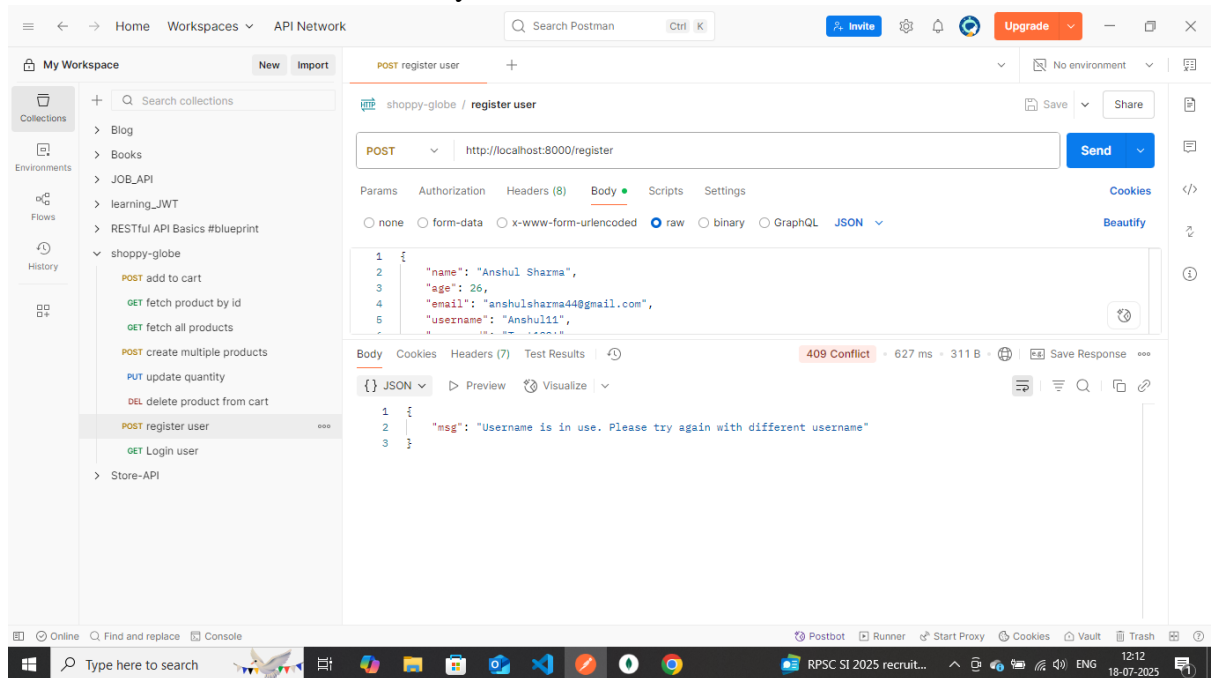 Home Workspaces API Network Search Postman Ctrl K Invite Upgrade
My Workspace New Import POST register user No environment
Collections
Environments
Flows
History
Search collections
Blog
Books
JOB_API
learning_JWT
RESTful API Basics #blueprint
shoppy-globe
POST add to cart
GET fetch product by id
GET fetch all products
POST create multiple products
PUT update quantity
DEL delete product from cart
POST register user
GET Login user
Store-API
HTTP shoppy-globe / register user Save Share
POST http://localhost:8000/register Send
Params Authorization Headers (8) Body Scripts Settings Cookies
none form-data x-www-form-urlencoded raw binary GraphQL JSON Beautify
1 {
2 "name": "Anshul Sharma",
3 "age": 26,
4 "email": "anshulsharma44@gmail.com",
5 "username": "Anshul11",
Body Cookies Headers (7) Test Results 409 Conflict 627 ms 311 B e.g. Save Response
{} JSON Preview Visualize
1 {
2 "msg": "Username is in use. Please try again with different username"
3 }
Online Find and replace Console Postbot Runner Start Proxy Cookies Vault Trash
Type here to search RPSC SI 2025 recruit... ENG 12:12
18-07-2025